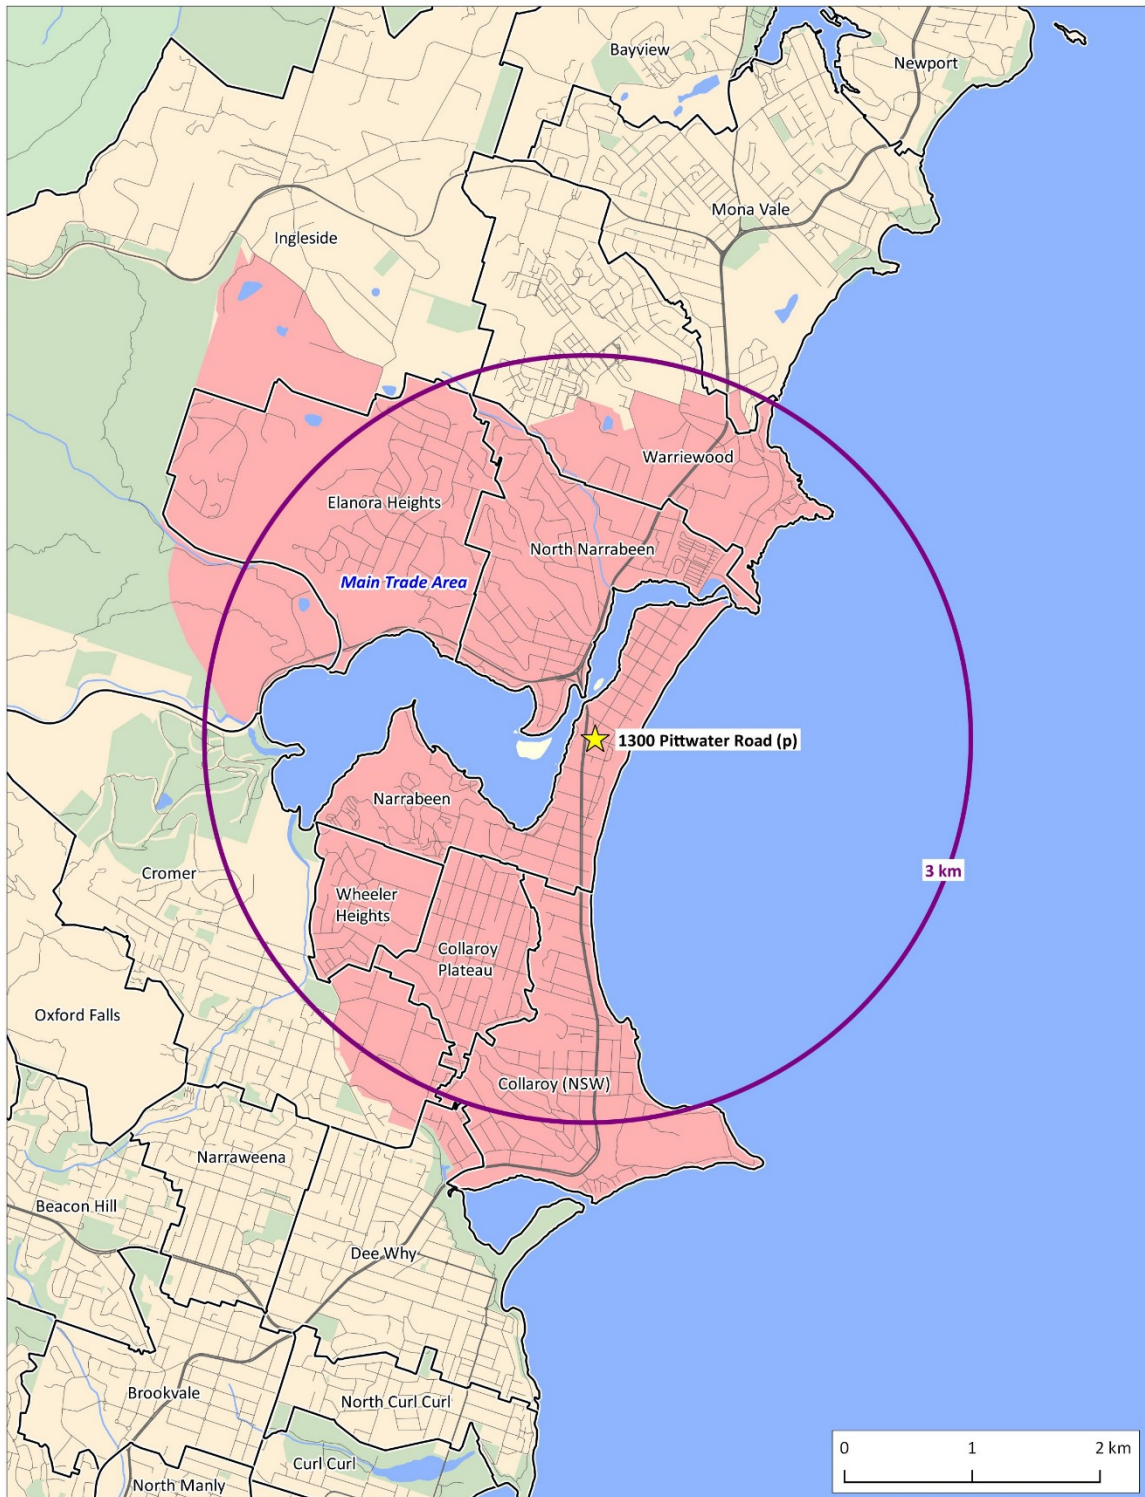 Bayview
Newport
Mona Vale
Ingleside
Warriewood
Elanora Heights
North Narrabeen
Main Trade Area
1300 Pittwater Road (p)
Narrabeen
3 km
Cromer
Wheeler
Heights
Collaroy
Plateau
Oxford Falls
Collaroy (NSW)
Narraweena
Beacon Hill
Dee Why
Brookvale
North Curl Curl
Curl Curl
North Manly
0 1 2 km